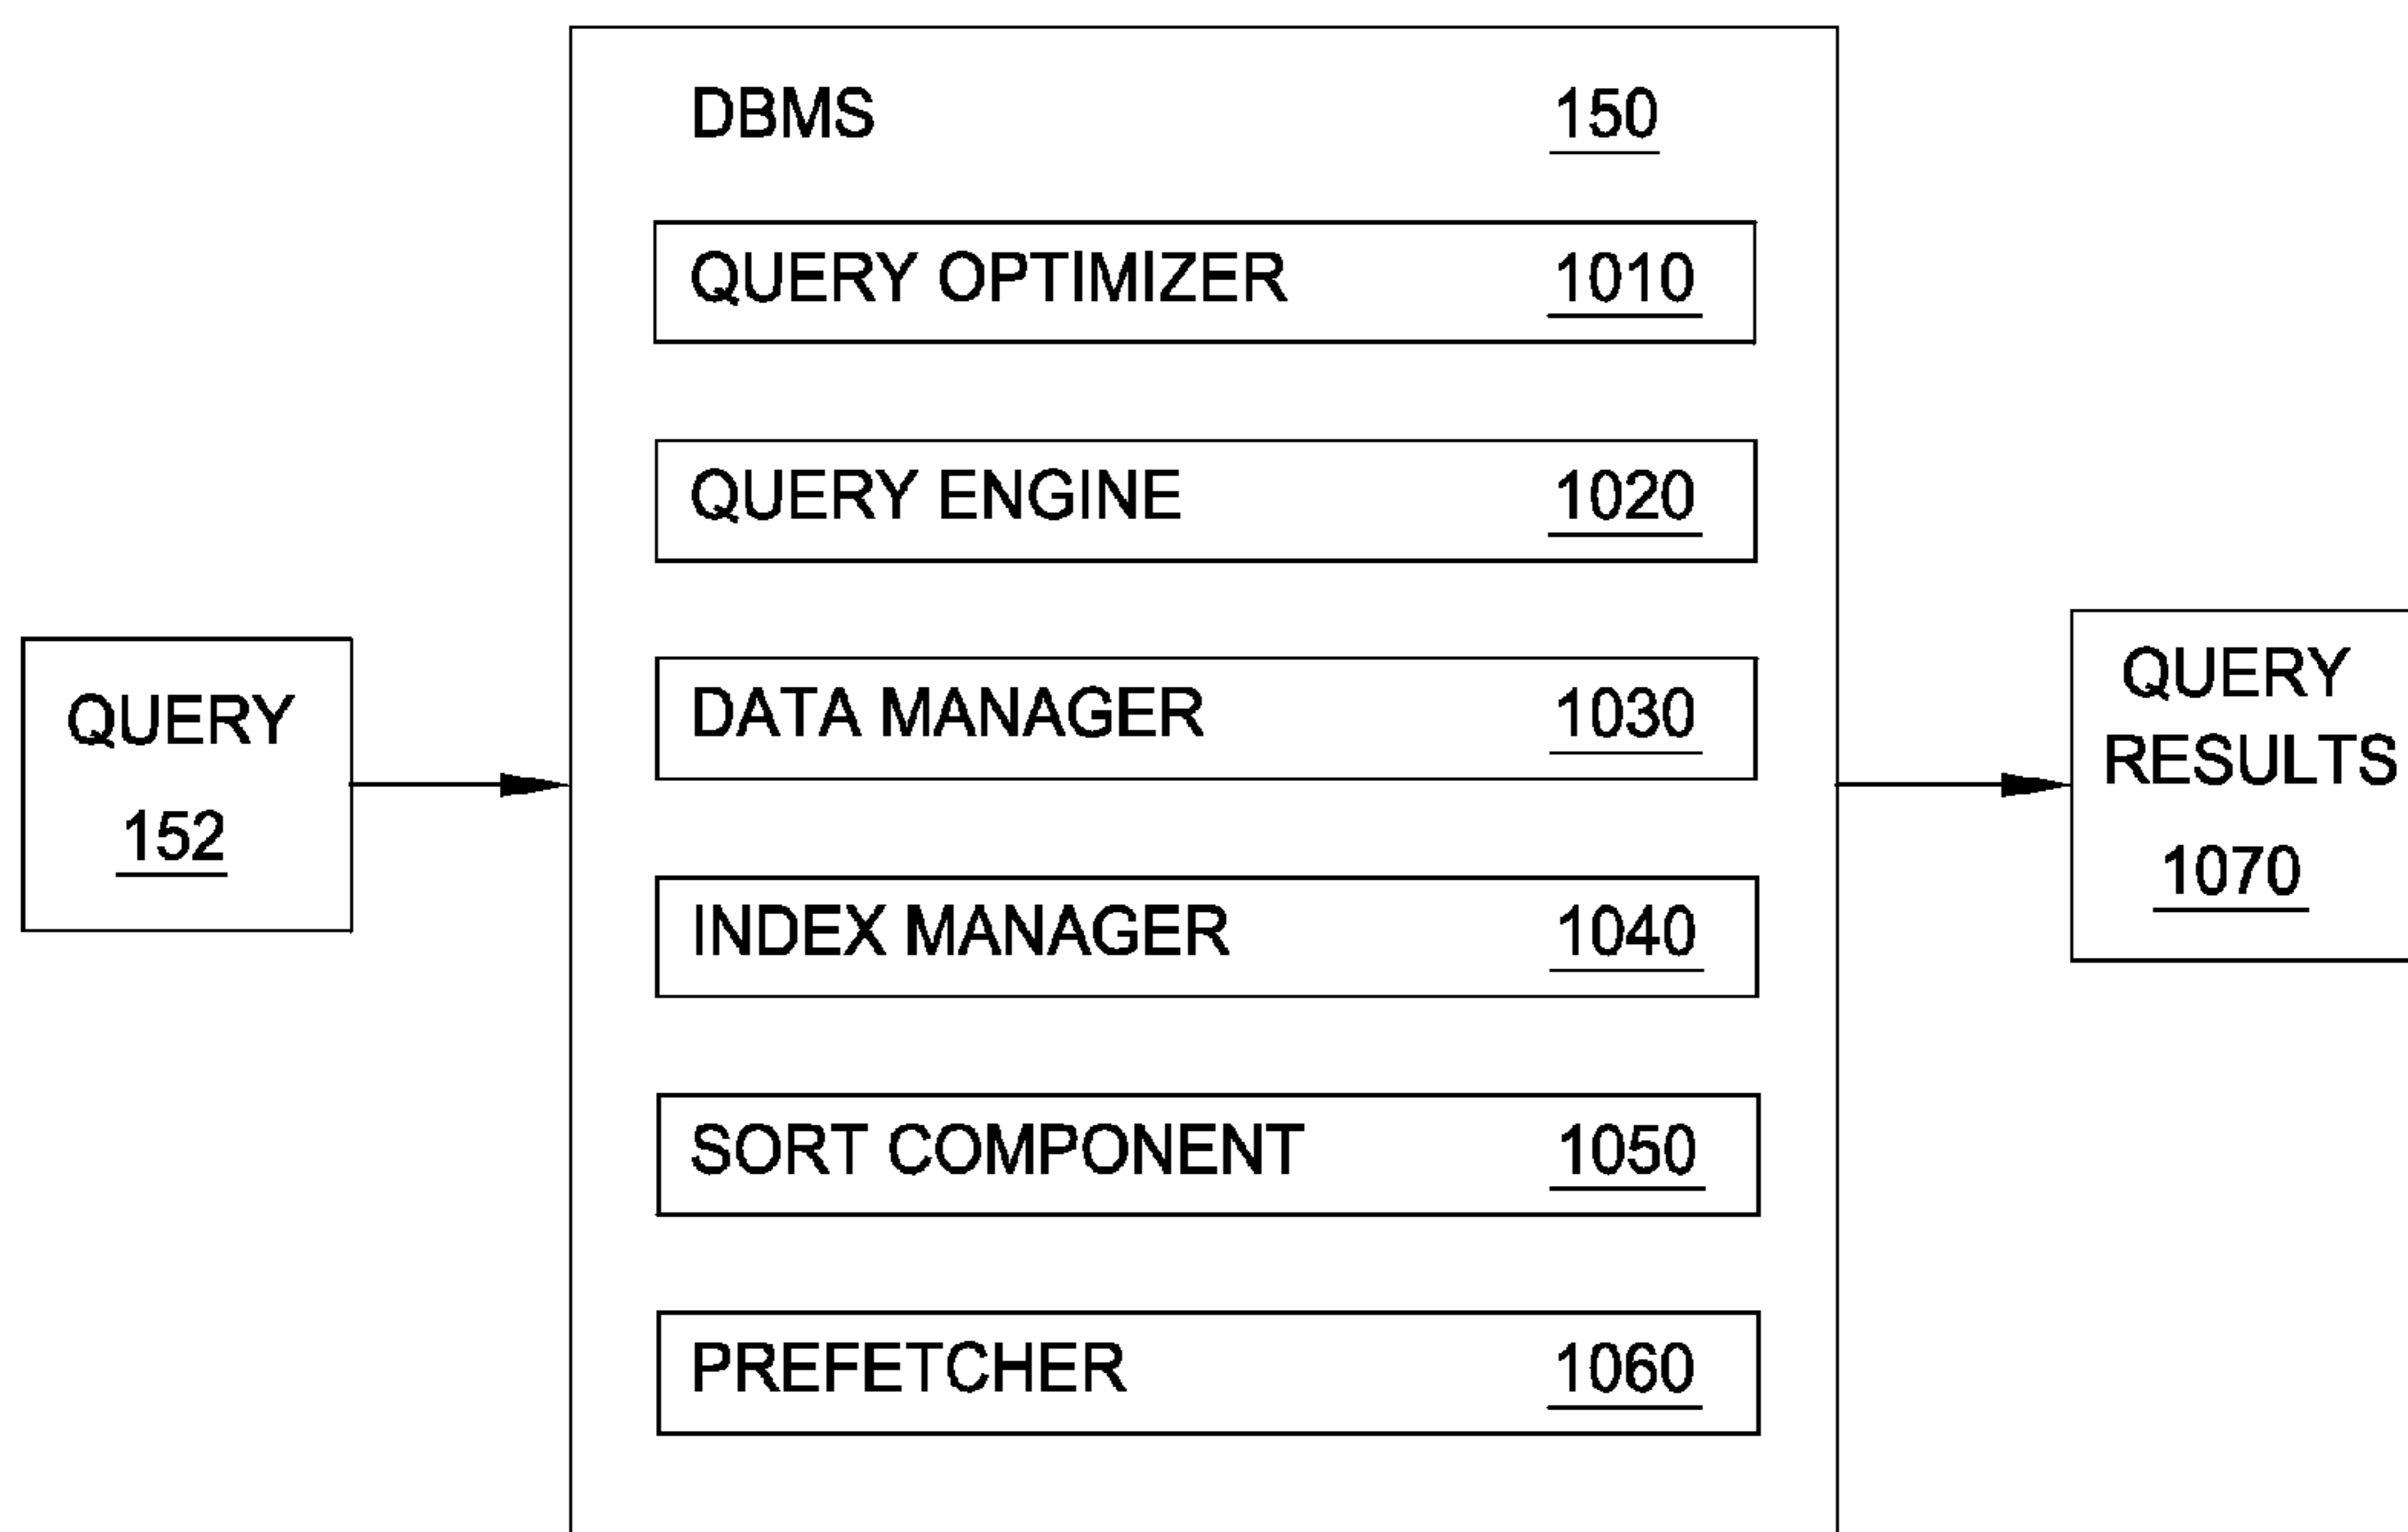 QUERY
152
DBMS 150
QUERY OPTIMIZER 1010
QUERY ENGINE 1020
DATA MANAGER 1030
INDEX MANAGER 1040
SORT COMPONENT 1050
PREFETCHER 1060
QUERY
RESULTS
1070